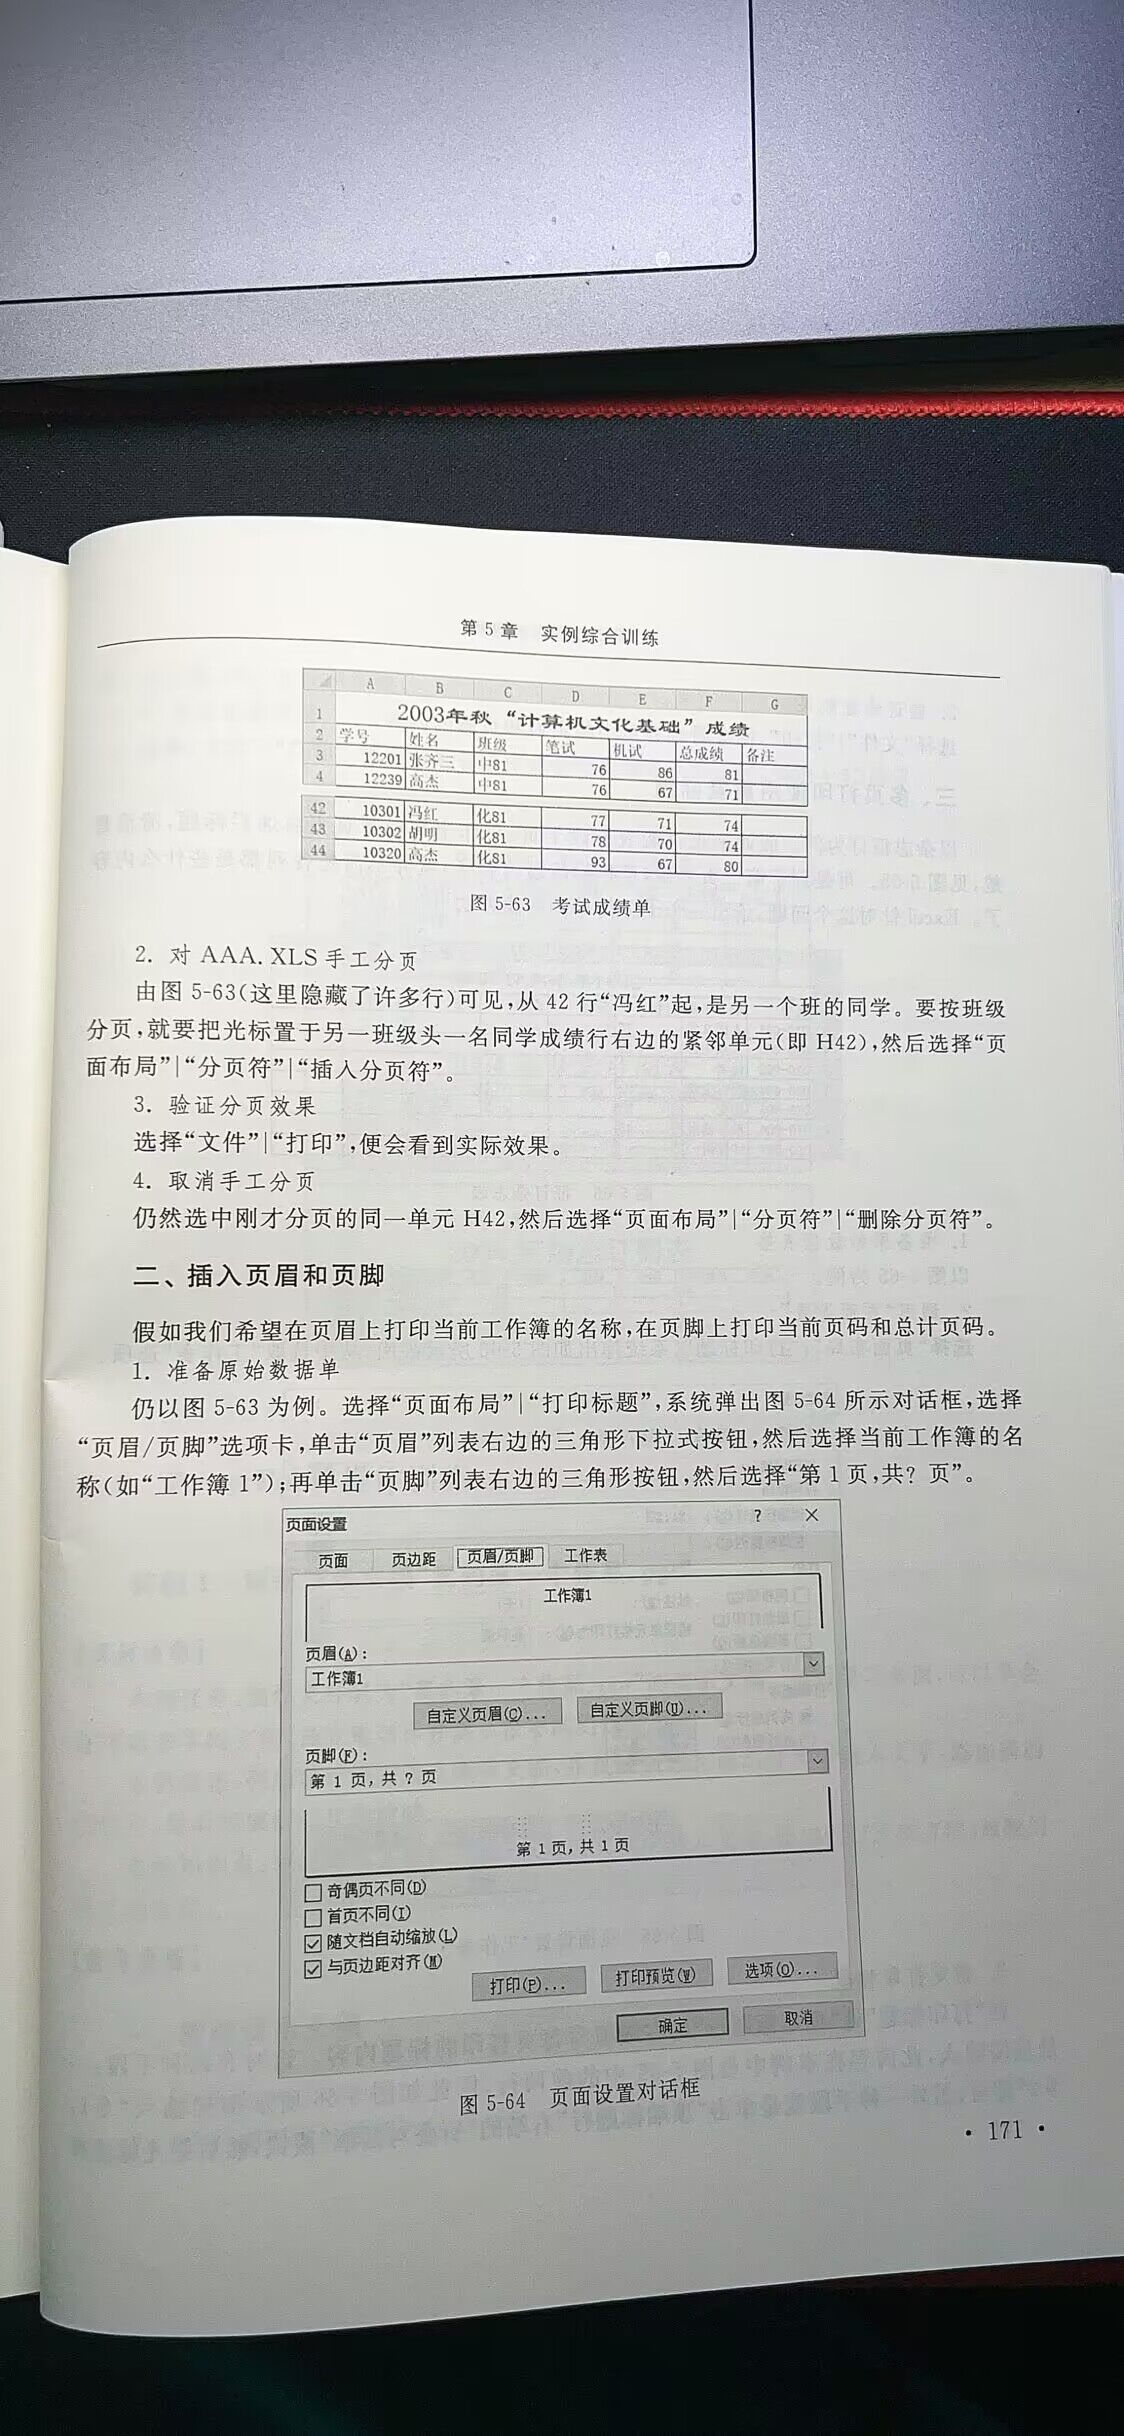 第5章 实例综合训练
A B C D E F G
1 2003年秋“计算机文化基础”成绩
2 学号 姓名 班级 笔试 机试 总成绩 备注
3 12201 张齐三 中81 76 86 81
4 12239 高杰 中81 76 67 71
42 10301 冯红 化81 77 71 74
43 10302 胡明 化81 78 70 74
44 10320 高杰 化81 93 67 80
图 5-63 考试成绩单
2. 对 AAA. XLS 手工分页
由图 5-63(这里隐藏了许多行)可见,从 42 行“冯红”起,是另一个班的同学。要按班级
分页,就要把光标置于另一班级头一名同学成绩行右边的紧邻单元(即 H42),然后选择“页
面布局”|“分页符”|“插入分页符”。
3. 验证分页效果
选择“文件”|“打印”,便会看到实际效果。
4. 取消手工分页
仍然选中刚才分页的同一单元 H42,然后选择“页面布局”|“分页符”|“删除分页符”。
二、插入页眉和页脚
假如我们希望在页眉上打印当前工作簿的名称,在页脚上打印当前页码和总计页码。
1. 准备原始数据单
仍以图 5-63 为例。选择“页面布局”|“打印标题”,系统弹出图 5-64 所示对话框,选择
“页眉/页脚”选项卡,单击“页眉”列表右边的三角形下拉式按钮,然后选择当前工作簿的名
称(如“工作簿 1”);再单击“页脚”列表右边的三角形按钮,然后选择“第 1 页,共? 页”。
页面设置 ? ×
页面 页边距 页眉/页脚 工作表
工作簿1
页眉(A):
工作簿1
自定义页眉(C)... 自定义页脚(U)...
页脚(F):
第 1 页, 共 ? 页
第 1 页, 共 1 页
奇偶页不同(D)
首页不同(I)
随文档自动缩放(L)
与页边距对齐(M)
打印(P)... 打印预览(W) 选项(O)...
确定 取消
图 5-64 页面设置对话框
· 171 ·